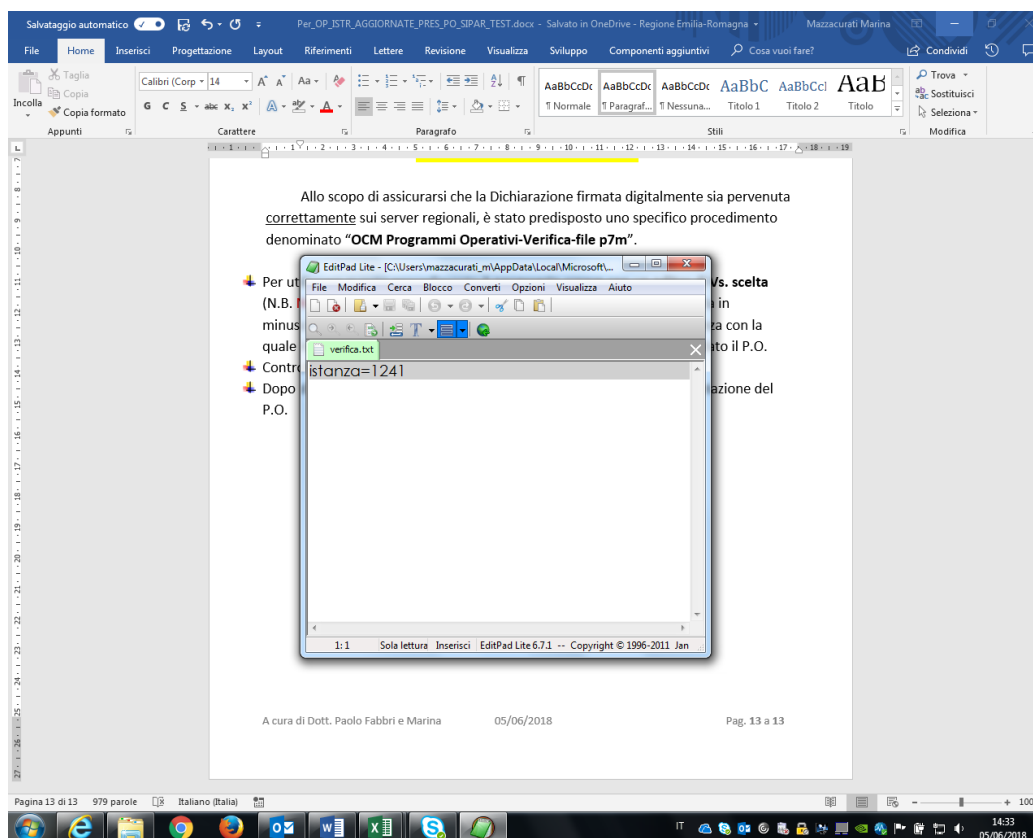 Salvataggio automatico Per_OP_ISTR_AGGIORNATE_PRES_PO_SIPAR_TEST.docx - Salvato in OneDrive - Regione Emilia-Romagna Mazzacurati Marina
File Home Inserisci Progettazione Layout Riferimenti Lettere Revisione Visualizza Sviluppo Componenti aggiuntivi Cosa vuoi fare? Condividi
Incolla
Taglia
Copia
Copia formato
Calibri (Corp 14
G C S abc X₂ X²
AaBbCcDc AaBbCcDc AaBbCcDc AaBbC AaBbCcI AaB
¶ Normale ¶ Paragraf... ¶ Nessuna... Titolo 1 Titolo 2 Titolo
Trova
Sostituisci
Seleziona
Appunti Carattere Paragrafo Stili Modifica
Allo scopo di assicurarsi che la Dichiarazione firmata digitalmente sia pervenuta
correttamente sui server regionali, è stato predisposto uno specifico procedimento
denominato “OCM Programmi Operativi-Verifica-file p7m”.
Per ut Vs. scelta
(N.B. in
minus za con la
quale ato il P.O.
Contro
Dopo azione del
P.O.
EditPad Lite - [C:\Users\mazzacurati_m\AppData\Local\Microsoft\...
File Modifica Cerca Blocco Converti Opzioni Visualizza Aiuto
verifica.txt
istanza=1241
1:1 Sola lettura Inserisci EditPad Lite 6.7.1 -- Copyright © 1996-2011 Jan
A cura di Dott. Paolo Fabbri e Marina 05/06/2018 Pag. 13 a 13
Pagina 13 di 13 979 parole Italiano (Italia) 100
IT 14:33
05/06/2018